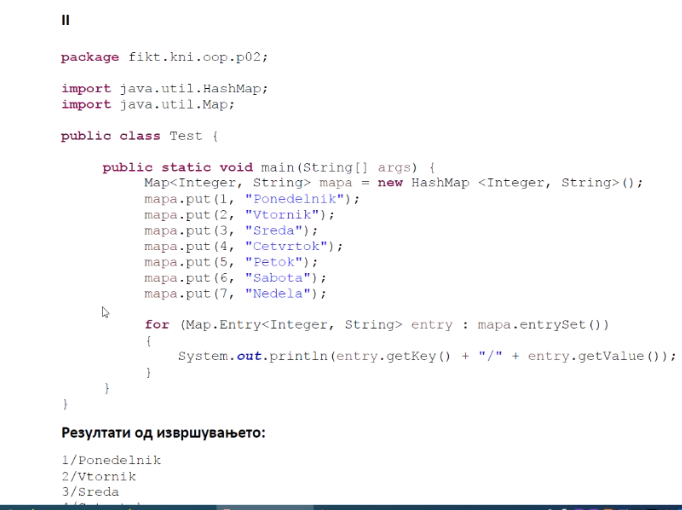 II
package fikt.kni.oop.p02;
import java.util.HashMap;
import java.util.Map;
public class Test {
public static void main(String[] args) {
Map<Integer, String> mapa = new HashMap <Integer, String>();
mapa.put(1, "Ponedelnik");
mapa.put(2, "Vtornik");
mapa.put(3, "Sreda");
mapa.put(4, "Cetvrtok");
mapa.put(5, "Petok");
mapa.put(6, "Sabota");
mapa.put(7, "Nedela");
for (Map.Entry<Integer, String> entry : mapa.entrySet())
{
System.out.println(entry.getKey() + "/" + entry.getValue());
}
}
}
Резултати од извршувањето:
1/Ponedelnik
2/Vtornik
3/Sreda